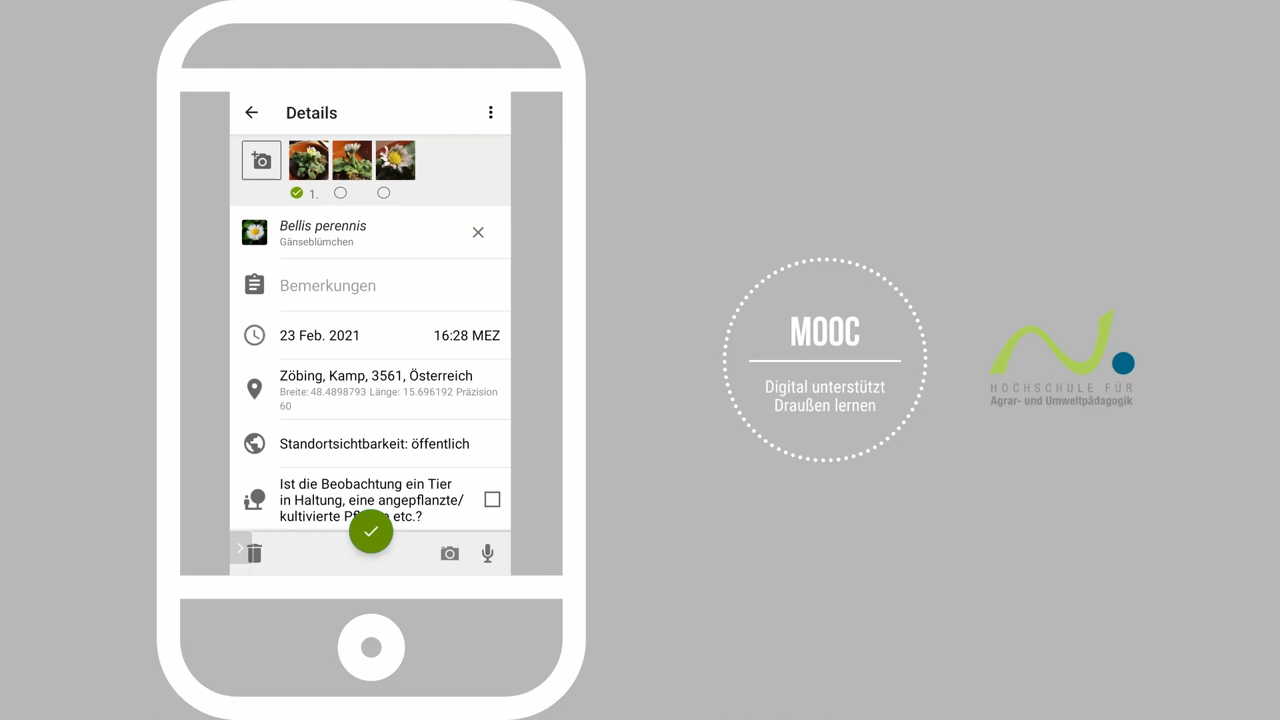 Details
1.
Bellis perennis
Gänseblümchen
Bemerkungen
23 Feb. 2021 16:28 MEZ
Zöbing, Kamp, 3561, Österreich
Breite: 48.4898793 Länge: 15.696192 Präzision
60
Standortsichtbarkeit: öffentlich
Ist die Beobachtung ein Tier
in Haltung, eine angepflanzte/
kultivierte etc.?
MOOC
Digital unterstützt
Draußen lernen
HOCHSCHULE FÜR
Agrar- und Umweltpädagogik